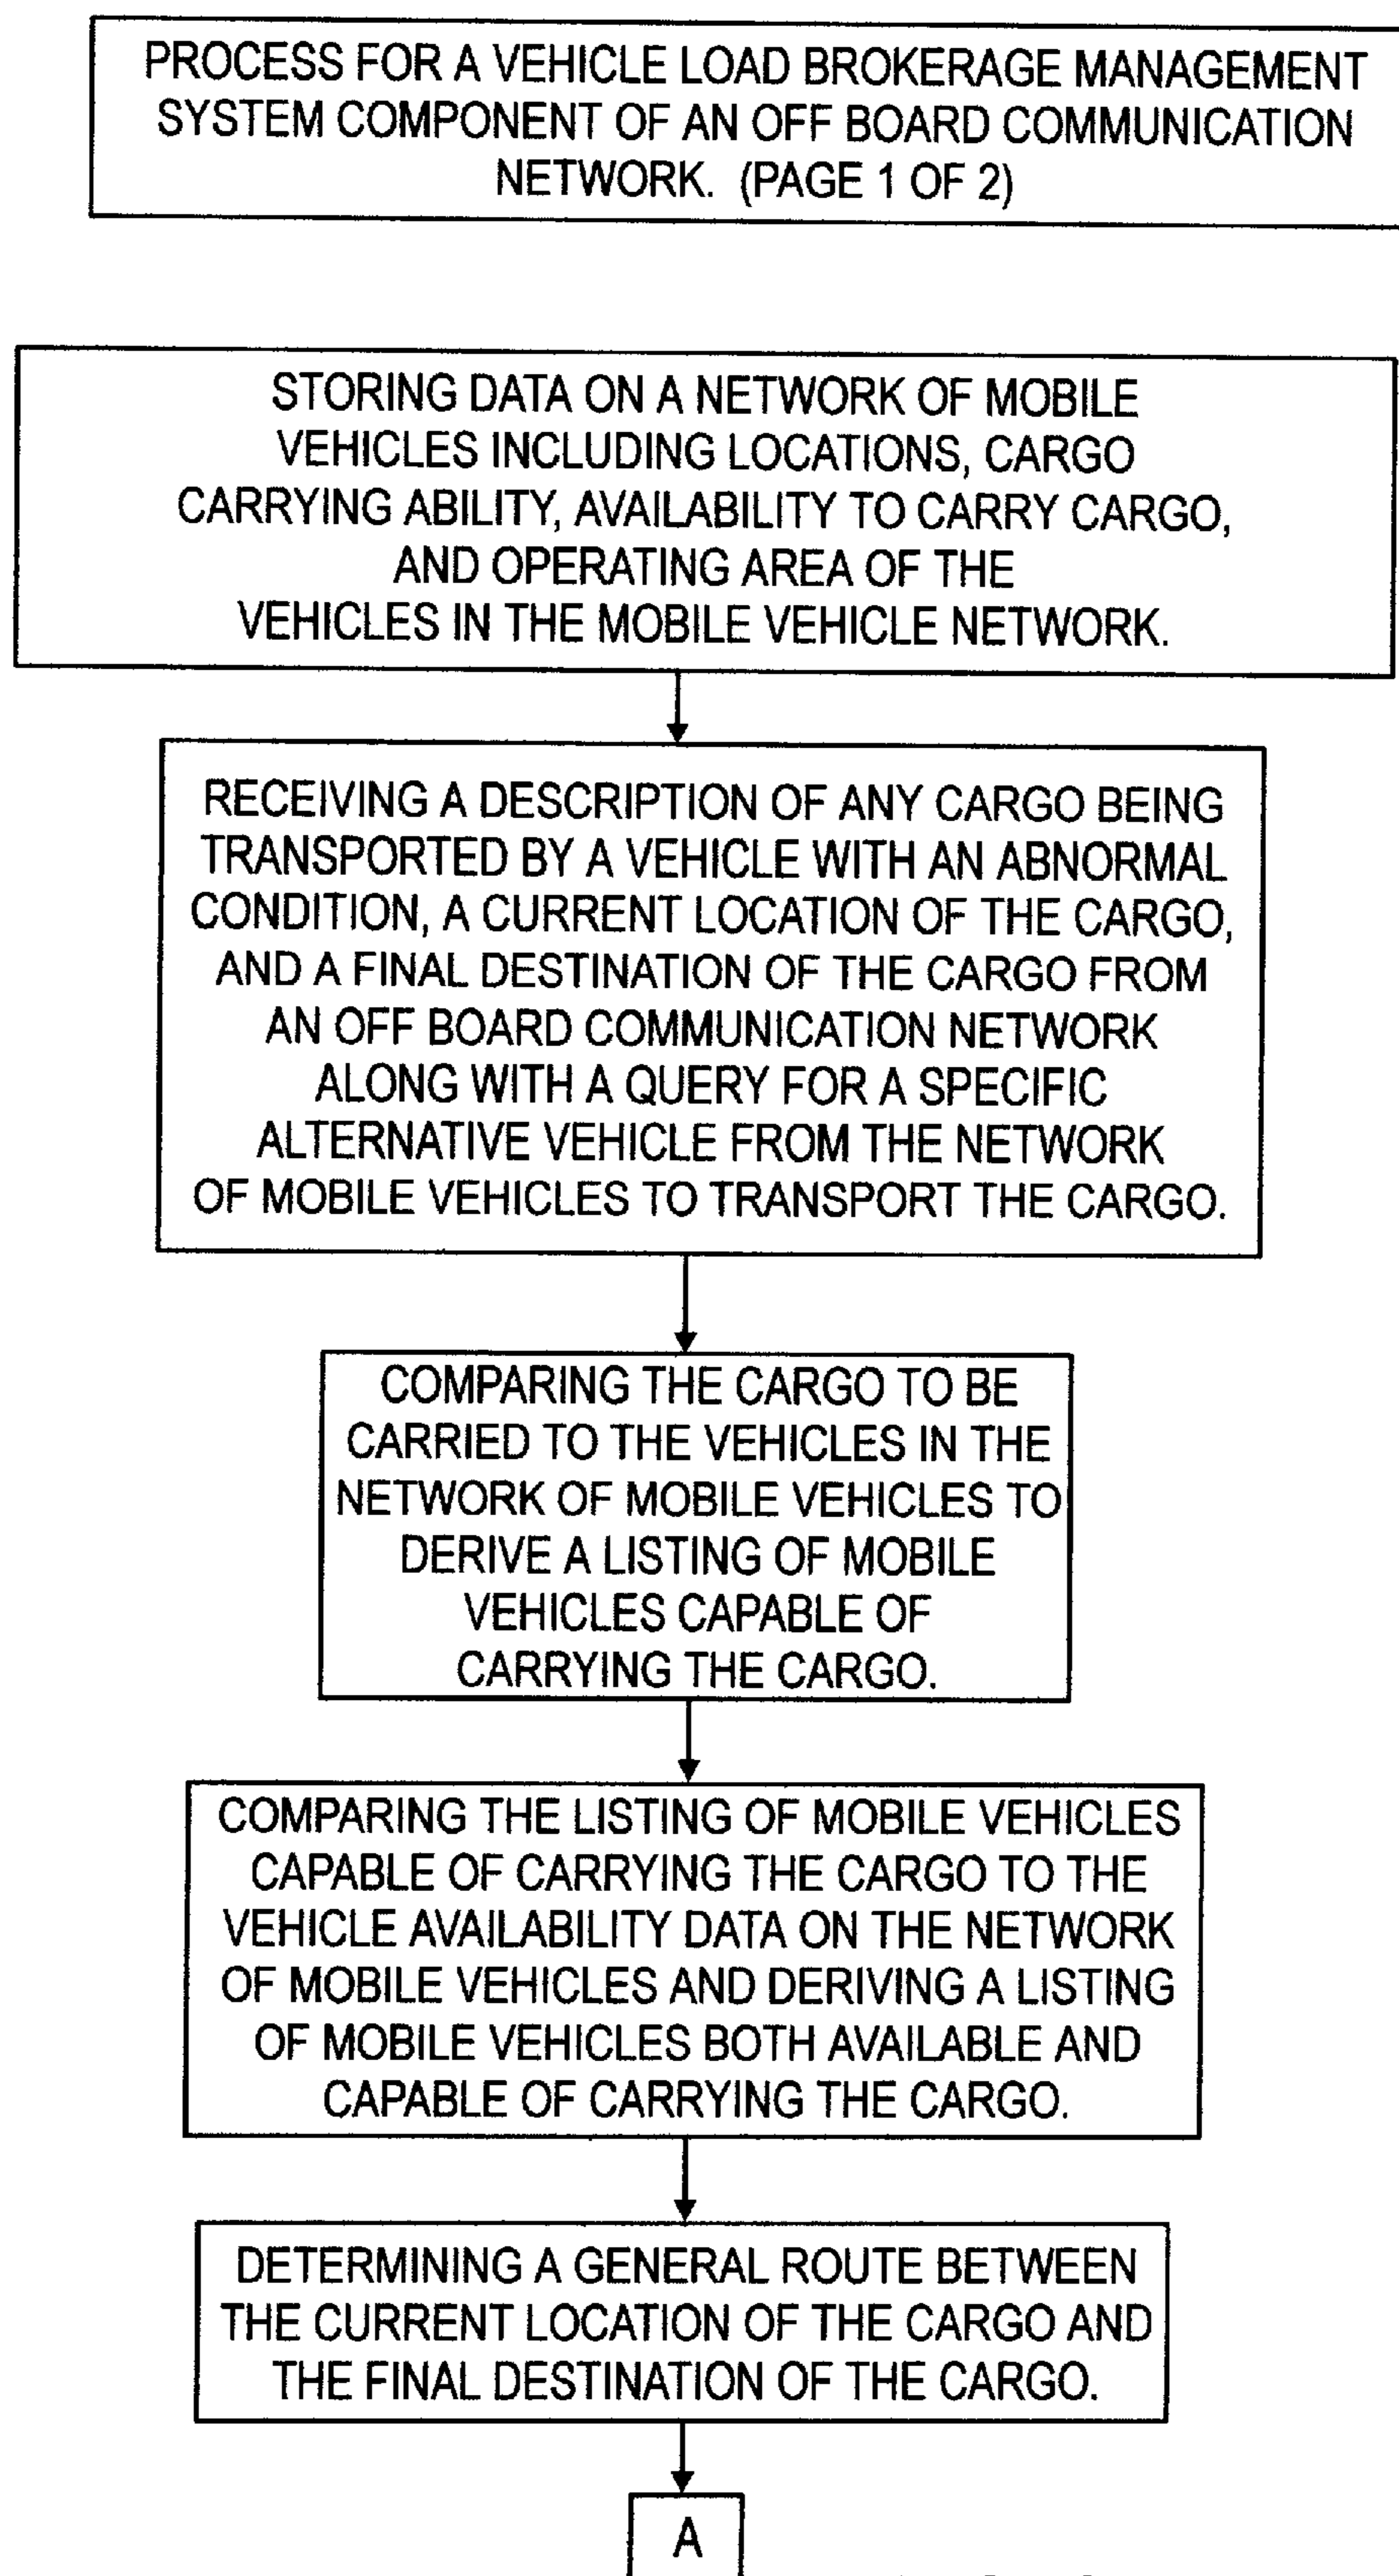 PROCESS FOR A VEHICLE LOAD BROKERAGE MANAGEMENT
SYSTEM COMPONENT OF AN OFF BOARD COMMUNICATION
NETWORK. (PAGE 1 OF 2)
STORING DATA ON A NETWORK OF MOBILE
VEHICLES INCLUDING LOCATIONS, CARGO
CARRYING ABILITY, AVAILABILITY TO CARRY CARGO,
AND OPERATING AREA OF THE
VEHICLES IN THE MOBILE VEHICLE NETWORK.
RECEIVING A DESCRIPTION OF ANY CARGO BEING
TRANSPORTED BY A VEHICLE WITH AN ABNORMAL
CONDITION, A CURRENT LOCATION OF THE CARGO,
AND A FINAL DESTINATION OF THE CARGO FROM
AN OFF BOARD COMMUNICATION NETWORK
ALONG WITH A QUERY FOR A SPECIFIC
ALTERNATIVE VEHICLE FROM THE NETWORK
OF MOBILE VEHICLES TO TRANSPORT THE CARGO.
COMPARING THE CARGO TO BE
CARRIED TO THE VEHICLES IN THE
NETWORK OF MOBILE VEHICLES TO
DERIVE A LISTING OF MOBILE
VEHICLES CAPABLE OF
CARRYING THE CARGO.
COMPARING THE LISTING OF MOBILE VEHICLES
CAPABLE OF CARRYING THE CARGO TO THE
VEHICLE AVAILABILITY DATA ON THE NETWORK
OF MOBILE VEHICLES AND DERIVING A LISTING
OF MOBILE VEHICLES BOTH AVAILABLE AND
CAPABLE OF CARRYING THE CARGO.
DETERMINING A GENERAL ROUTE BETWEEN
THE CURRENT LOCATION OF THE CARGO AND
THE FINAL DESTINATION OF THE CARGO.
A